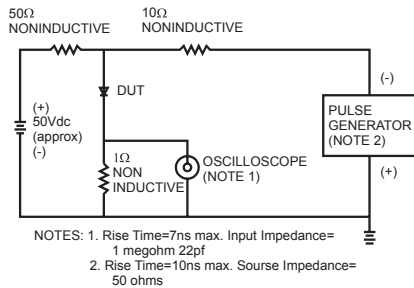 50Ω
NONINDUCTIVE
10Ω
NONINDUCTIVE
(+)
50Vdc
(approx)
(-)
DUT
1Ω
NON
INDUCTIVE
OSCILLOSCOPE
(NOTE 1)
(-)
PULSE
GENERATOR
(NOTE 2)
(+)
NOTES: 1. Rise Time=7ns max. Input Impedance=
1 megohm 22pf
2. Rise Time=10ns max. Sourse Impedance=
50 ohms